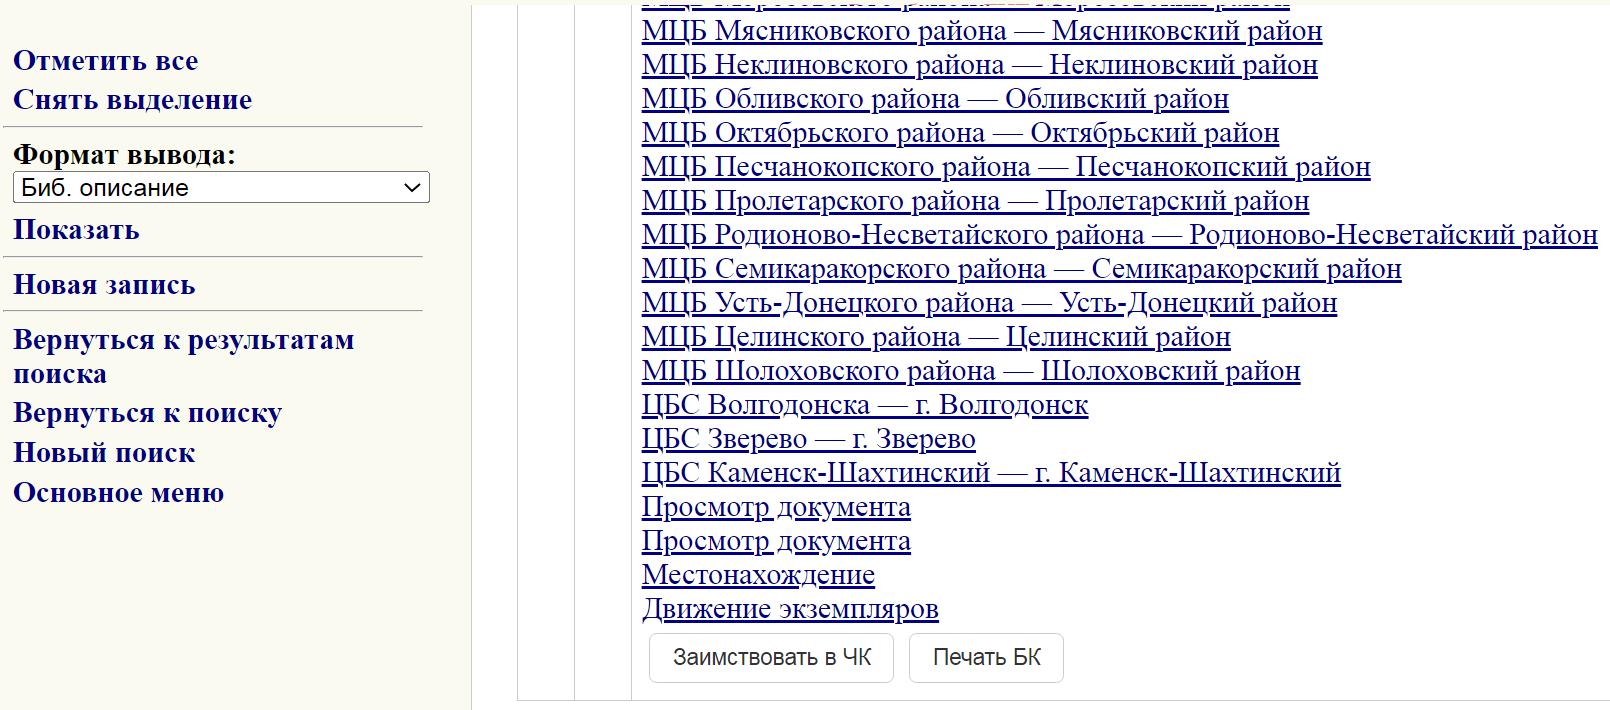 Отметить все
Снять выделение
Формат вывода:
Биб. описание
Показать
Новая запись
Вернуться к результатам
поиска
Вернуться к поиску
Новый поиск
Основное меню
МЦБ Мясниковского района — Мясниковский район
МЦБ Неклиновского района — Неклиновский район
МЦБ Обливского района — Обливский район
МЦБ Октябрьского района — Октябрьский район
МЦБ Песчанокопского района — Песчанокопский район
МЦБ Пролетарского района — Пролетарский район
МЦБ Родионово-Несветайского района — Родионово-Несветайский район
МЦБ Семикаракорского района — Семикаракорский район
МЦБ Усть-Донецкого района — Усть-Донецкий район
МЦБ Целинского района — Целинский район
МЦБ Шолоховского района — Шолоховский район
ЦБС Волгодонска — г. Волгодонск
ЦБС Зверево — г. Зверево
ЦБС Каменск-Шахтинский — г. Каменск-Шахтинский
Просмотр документа
Просмотр документа
Местонахождение
Движение экземпляров
Заимствовать в ЧК
Печать БК